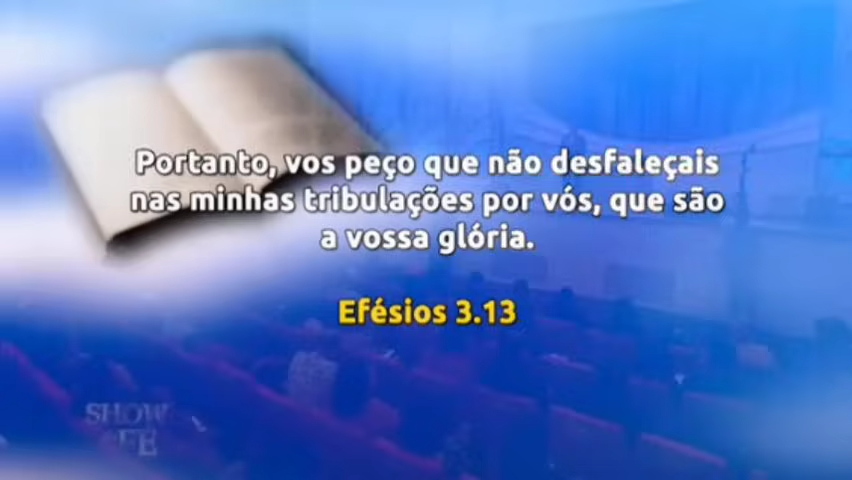 Portanto, vos peço que não desfaleçais
nas minhas tribulações por vós, que são
a vossa glória.
Efésios 3.13
SHOW
FÉ